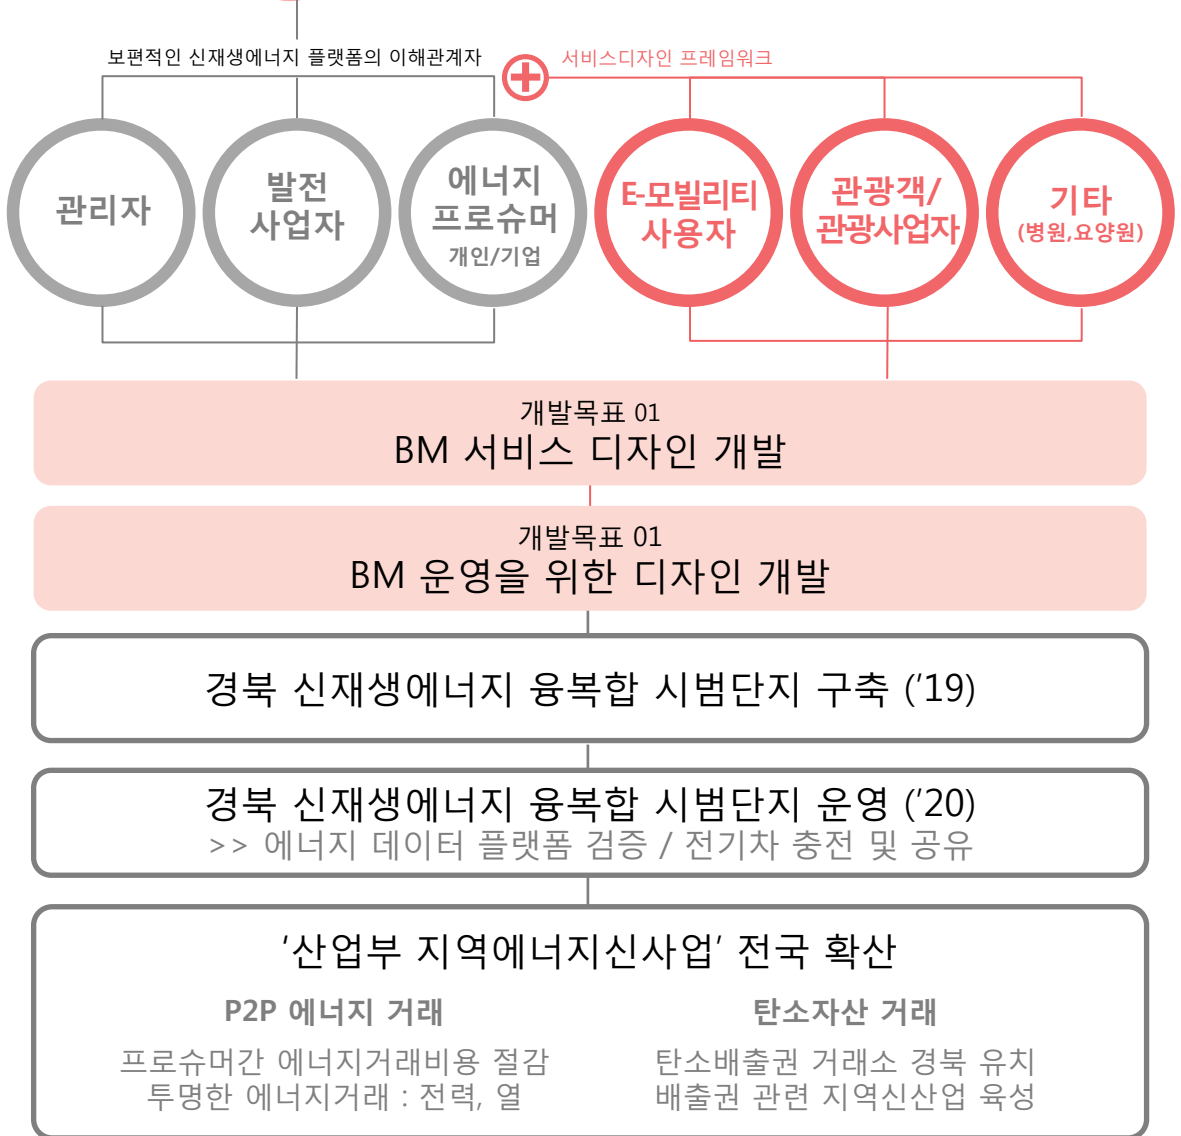 보편적인 신재생에너지 플랫폼의 이해관계자
서비스디자인 프레임워크
관리자
발전
사업자
에너지
프로슈머
개인/기업
E-모빌리티
사용자
관광객/
관광사업자
기타
(병원,요양원)
개발목표 01
BM 서비스 디자인 개발
개발목표 01
BM 운영을 위한 디자인 개발
경북 신재생에너지 융복합 시범단지 구축 (‘19)
경북 신재생에너지 융복합 시범단지 운영 (‘20)
>> 에너지 데이터 플랫폼 검증 / 전기차 충전 및 공유
‘산업부 지역에너지신사업’ 전국 확산
P2P 에너지 거래
프로슈머간 에너지거래비용 절감
투명한 에너지거래 : 전력, 열
탄소자산 거래
탄소배출권 거래소 경북 유치
배출권 관련 지역신산업 육성